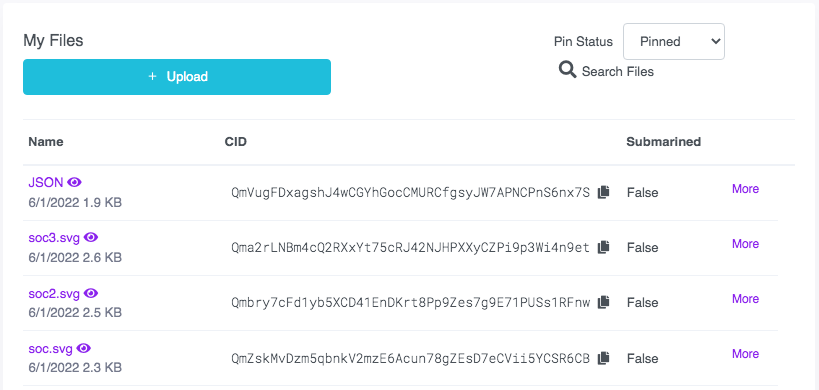 My Files
Pin Status Pinned
+ Upload
Search Files
Name CID Submarined
JSON
QmVugFDxagshJ4wCGYhGocCMURCfgsyJW7APNCPnS6nx7S False More
6/1/2022 1.9 KB
soc3.svg
Qma2rLNBm4cQ2RXxYt75cRJ42NJHPXXyCZPi9p3Wi4n9et False More
6/1/2022 2.6 KB
soc2.svg
Qmbry7cFd1yb5XCD41EnDKrt8Pp9Zes7g9E71PUSs1RFnw False More
6/1/2022 2.5 KB
soc.svg
QmZskMvDzm5qbnkV2mzE6Acun78gZEsD7eCVii5YCSR6CB False More
6/1/2022 2.3 KB